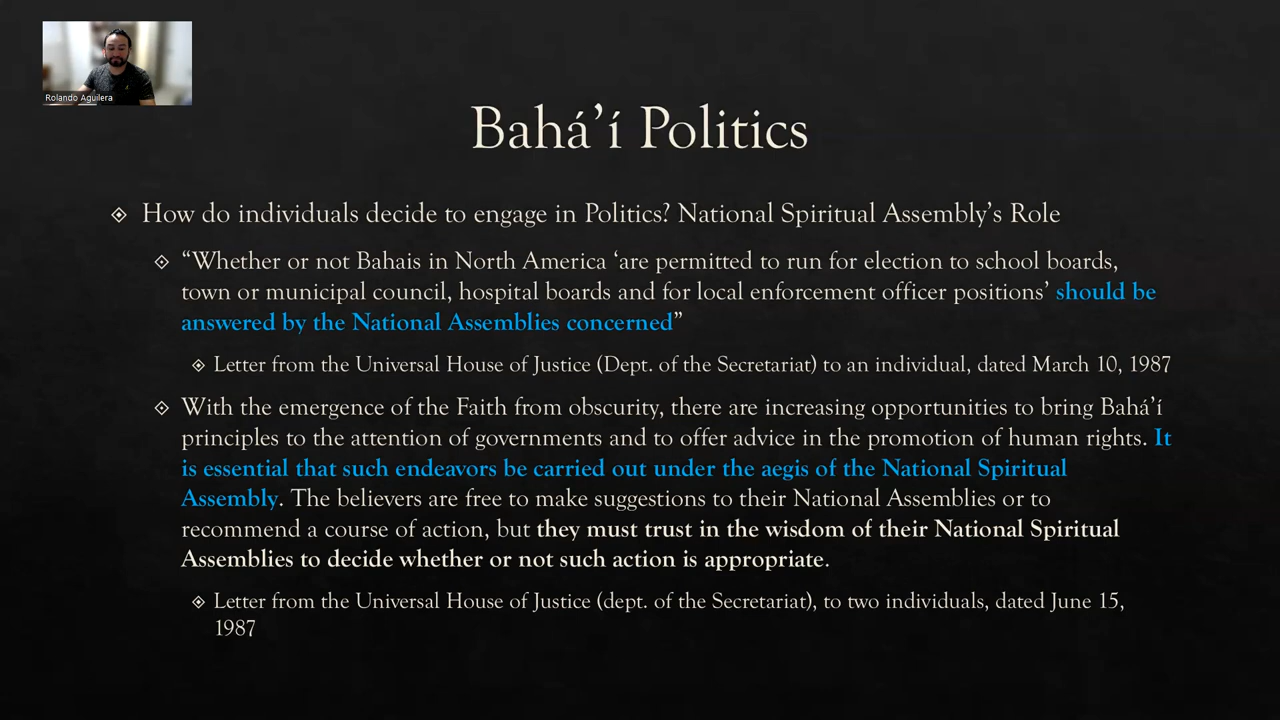 Rolando Aguilera
Bahá’í Politics
How do individuals decide to engage in Politics? National Spiritual Assembly’s Role
“Whether or not Bahais in North America ‘are permitted to run for election to school boards,
town or municipal council, hospital boards and for local enforcement officer positions’ should be
answered by the National Assemblies concerned”
Letter from the Universal House of Justice (Dept. of the Secretariat) to an individual, dated March 10, 1987
With the emergence of the Faith from obscurity, there are increasing opportunities to bring Bahá’í
principles to the attention of governments and to offer advice in the promotion of human rights. It
is essential that such endeavors be carried out under the aegis of the National Spiritual
Assembly. The believers are free to make suggestions to their National Assemblies or to
recommend a course of action, but they must trust in the wisdom of their National Spiritual
Assemblies to decide whether or not such action is appropriate.
Letter from the Universal House of Justice (dept. of the Secretariat), to two individuals, dated June 15,
1987